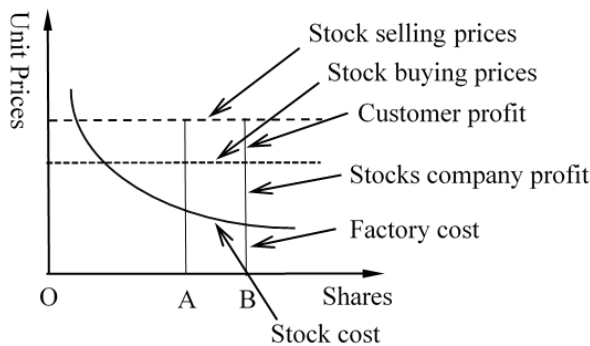 Unit Prices
Stock selling prices
Stock buying prices
Customer profit
Stocks company profit
Factory cost
O
A
B
Shares
Stock cost